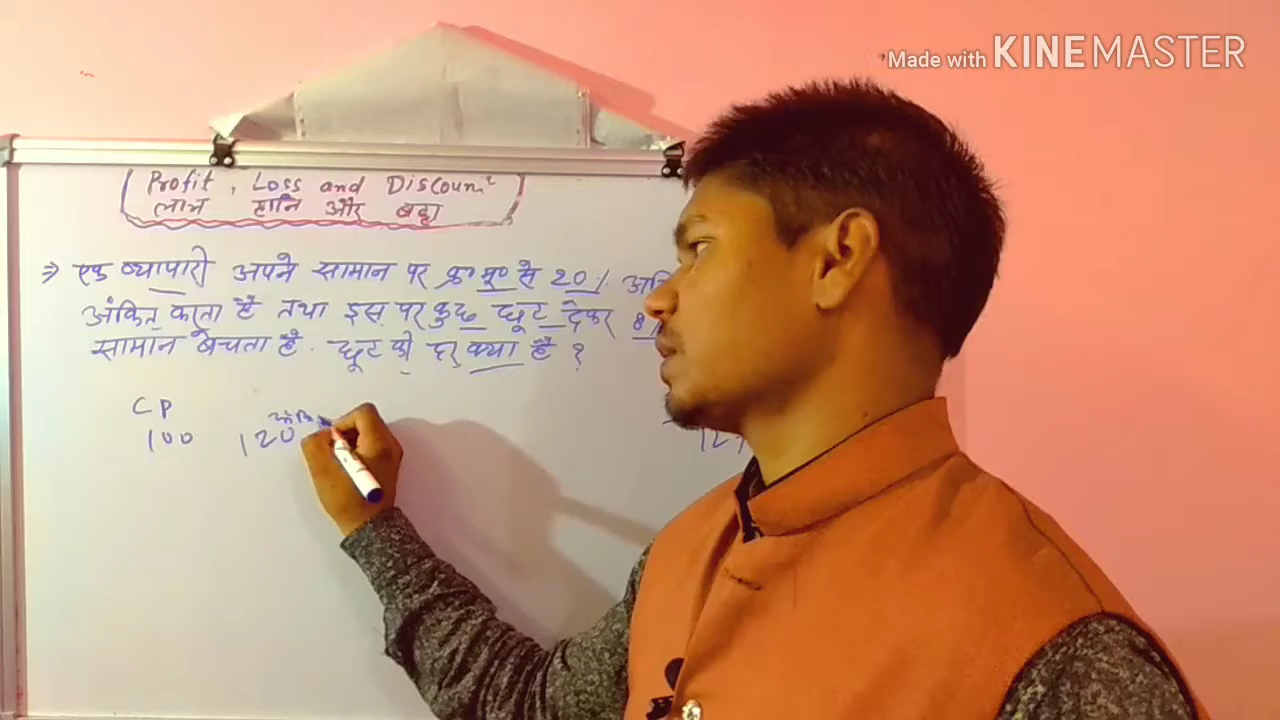 Made with KINEMASTER
Profit, Loss and Discount
लाभ हानि और बट्टा
⇒ एक व्यापारी अपने सामान पर क्र॰ मू॰ से 20%
अंकित करता है तथा इस पर कुछ छूट देकर 8%
सामान बेचता है. छूट की दर क्या है ?
CP
100 120